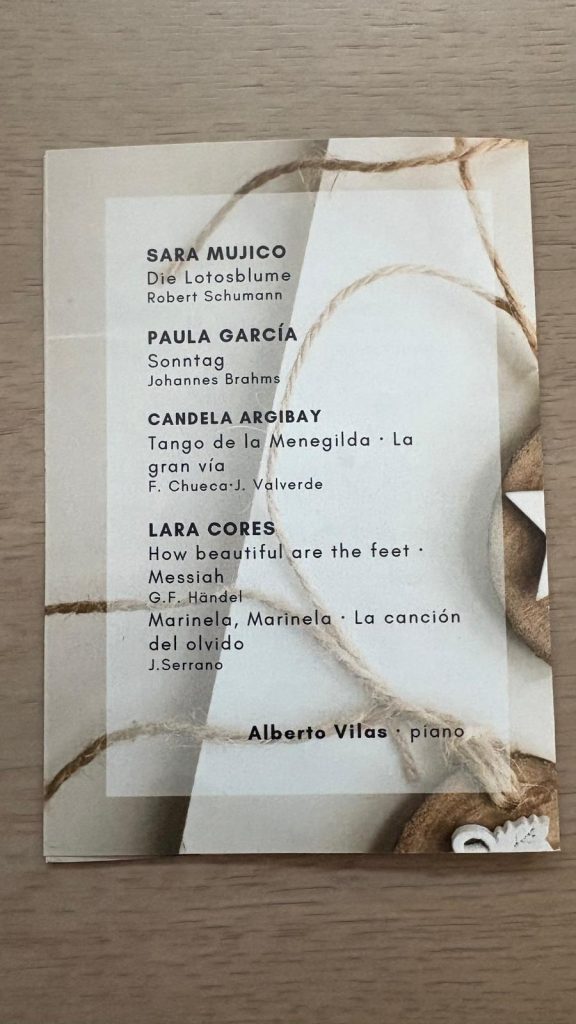 SARA MUJICO
Die Lotosblume
Robert Schumann
PAULA GARCÍA
Sonntag
Johannes Brahms
CANDELA ARGIBAY
Tango de la Menegilda · La
gran vía
F. Chueca·J. Valverde
LARA CORES
How beautiful are the feet ·
Messiah
G.F. Händel
Marinela, Marinela · La canción
del olvido
J.Serrano
Alberto Vilas · piano